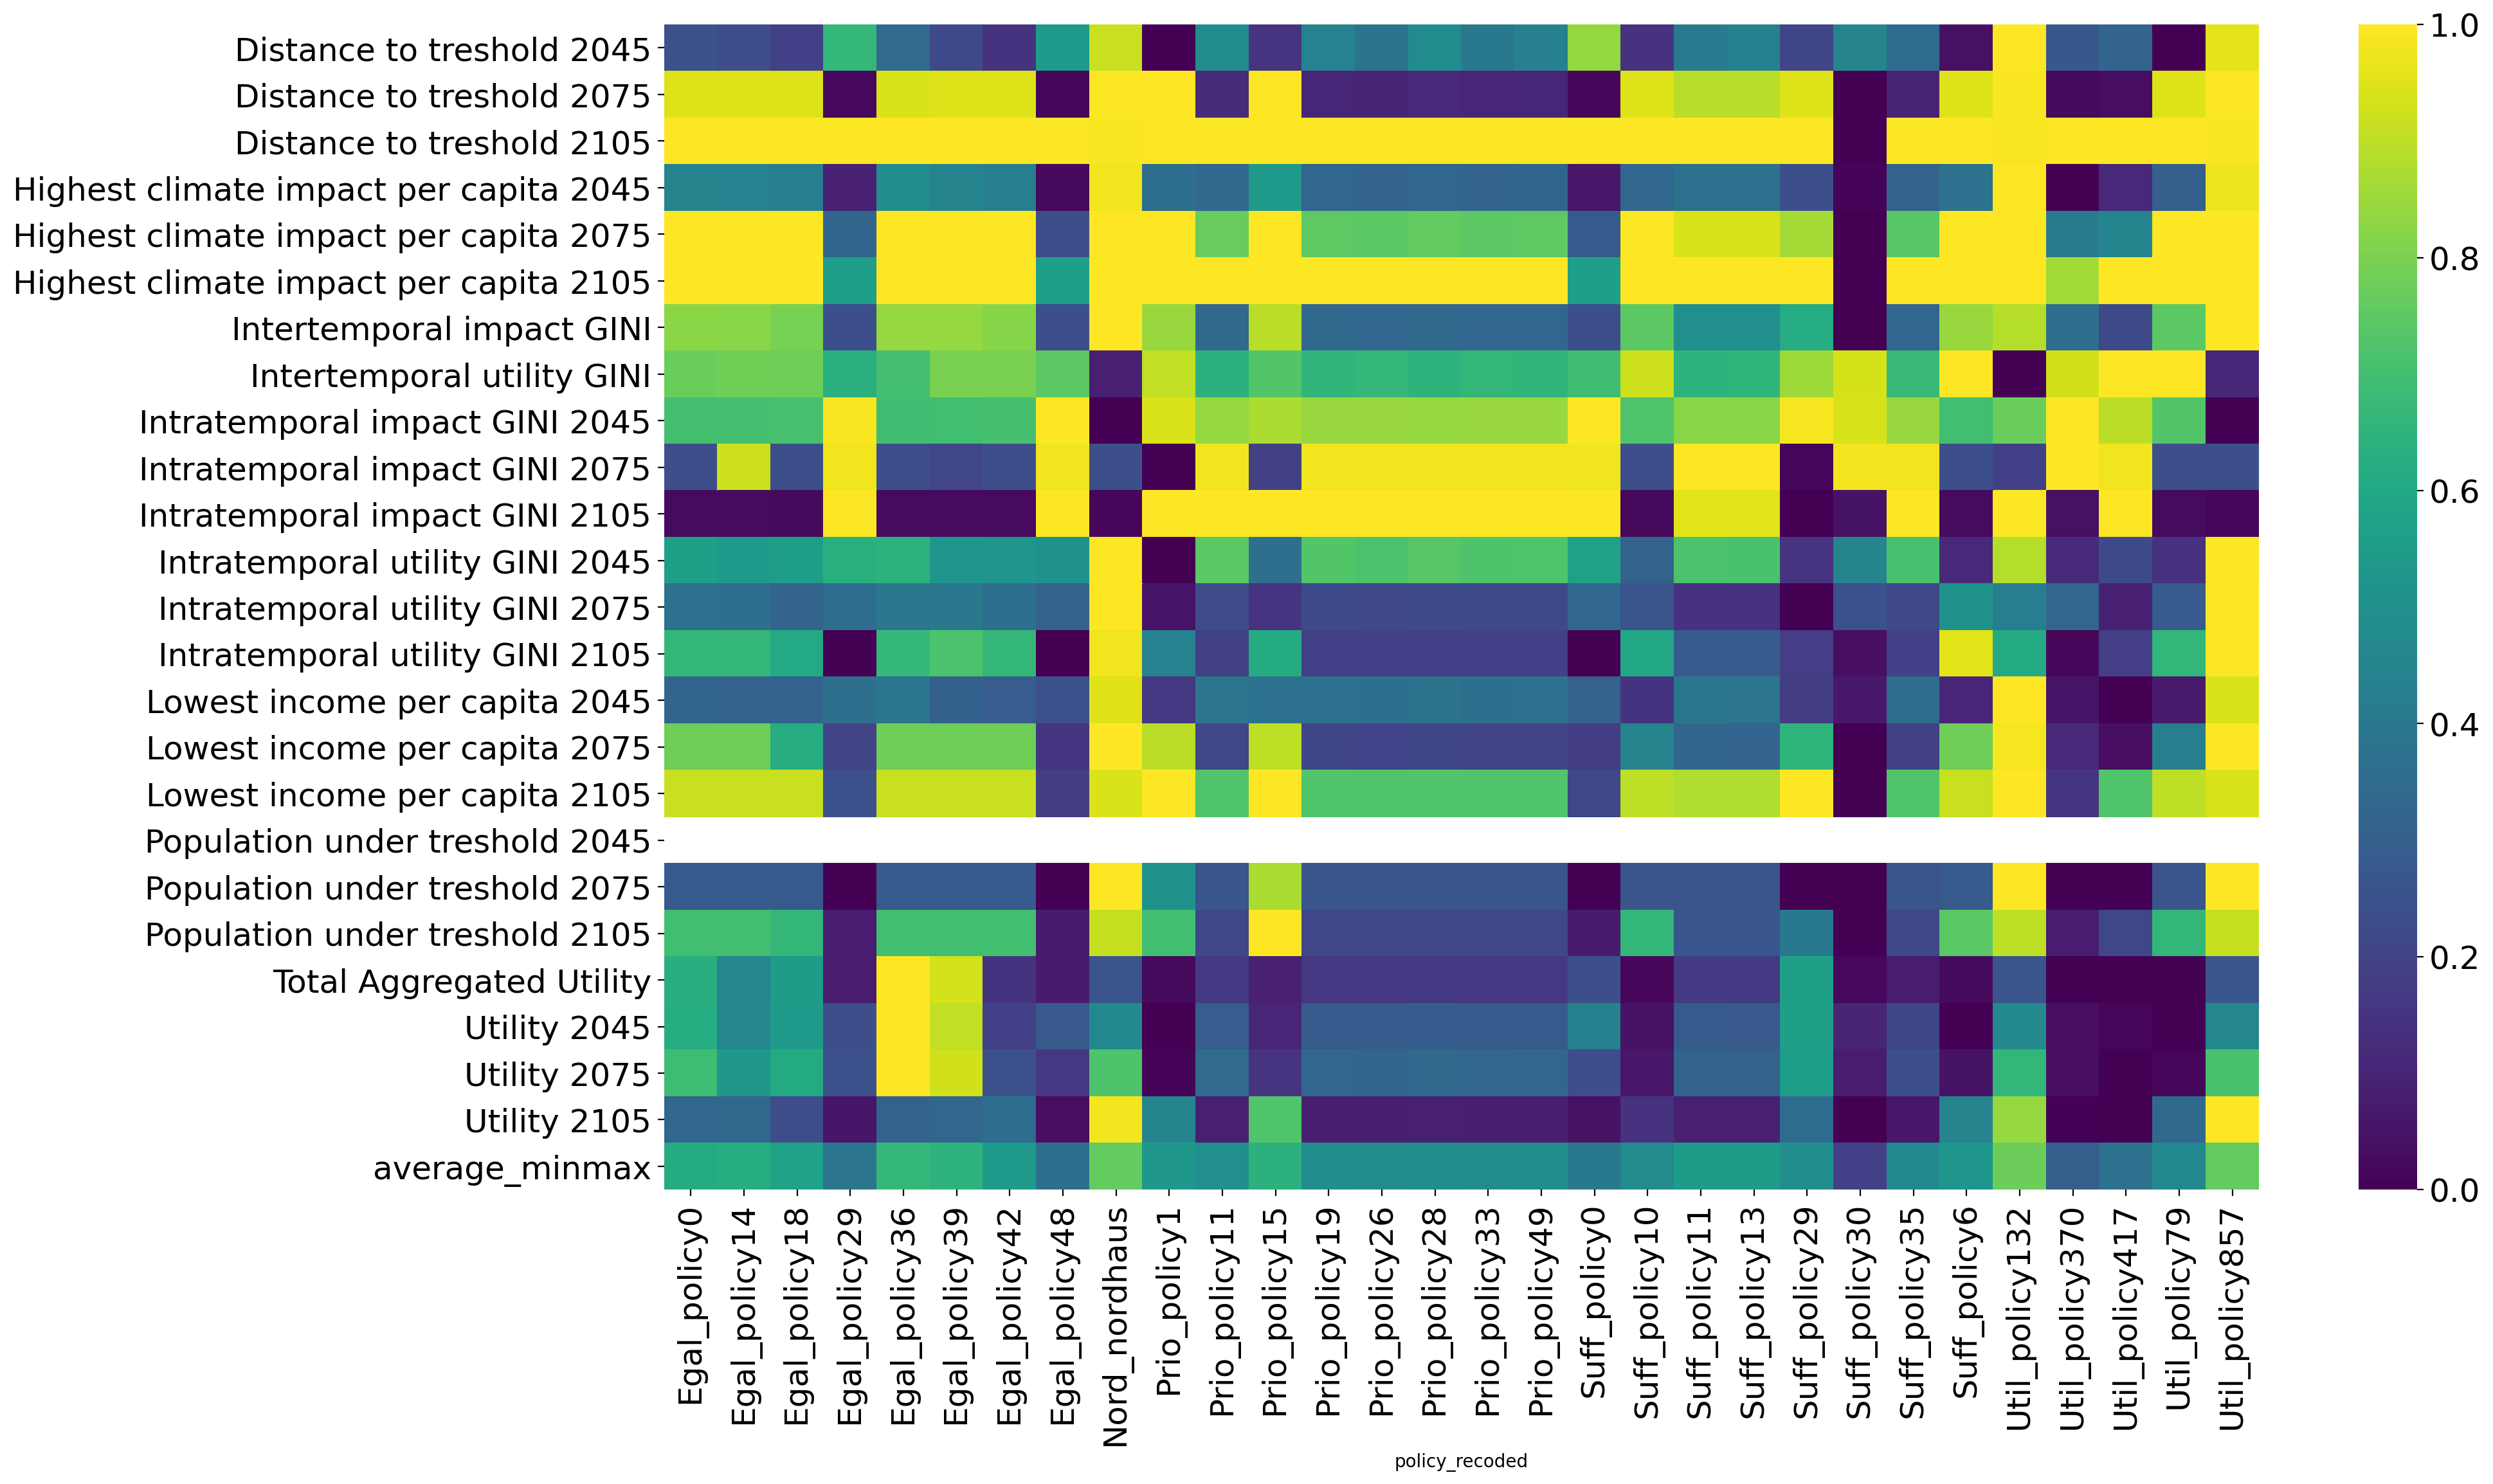 Distance to treshold 2045
Distance to treshold 2075
Distance to treshold 2105
Highest climate impact per capita 2045
Highest climate impact per capita 2075
Highest climate impact per capita 2105
Intertemporal impact GINI
Intertemporal utility GINI
Intratemporal impact GINI 2045
Intratemporal impact GINI 2075
Intratemporal impact GINI 2105
Intratemporal utility GINI 2045
Intratemporal utility GINI 2075
Intratemporal utility GINI 2105
Lowest income per capita 2045
Lowest income per capita 2075
Lowest income per capita 2105
Population under treshold 2045
Population under treshold 2075
Population under treshold 2105
Total Aggregated Utility
Utility 2045
Utility 2075
Utility 2105
average_minmax
Egal_policy0
Egal_policy14
Egal_policy18
Egal_policy29
Egal_policy36
Egal_policy39
Egal_policy42
Egal_policy48
Nord_nordhaus
Prio_policy1
Prio_policy11
Prio_policy15
Prio_policy19
Prio_policy26
Prio_policy28
Prio_policy33
Prio_policy49
Suff_policy0
Suff_policy10
Suff_policy11
Suff_policy13
Suff_policy29
Suff_policy30
Suff_policy35
Suff_policy6
Util_policy132
Util_policy370
Util_policy417
Util_policy79
Util_policy857
policy_recoded
1.0
0.8
0.6
0.4
0.2
0.0